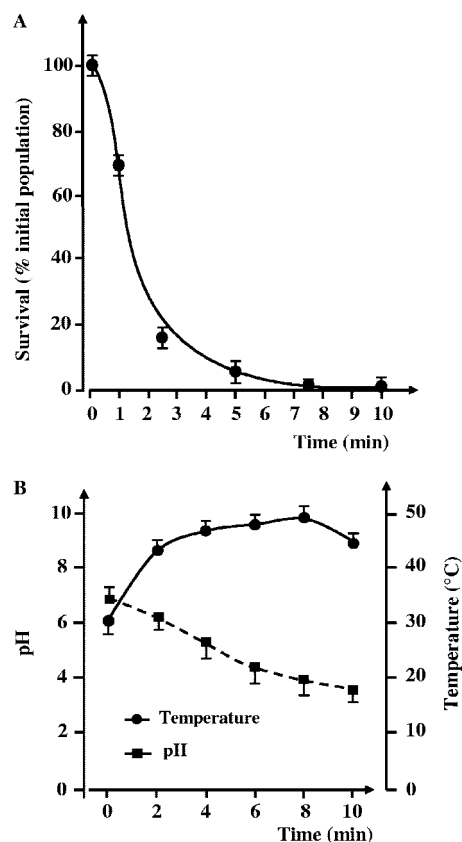 A
Survival (% initial population)
100
80
60
40
20
0
0 1 2 3 4 5 6 7 8 9 10
Time (min)
B
pH
10
8
6
4
2
0
Temperature
pH
0 2 4 6 8 10
Time (min)
50
40
30
20
10
0
Temperature (°C)